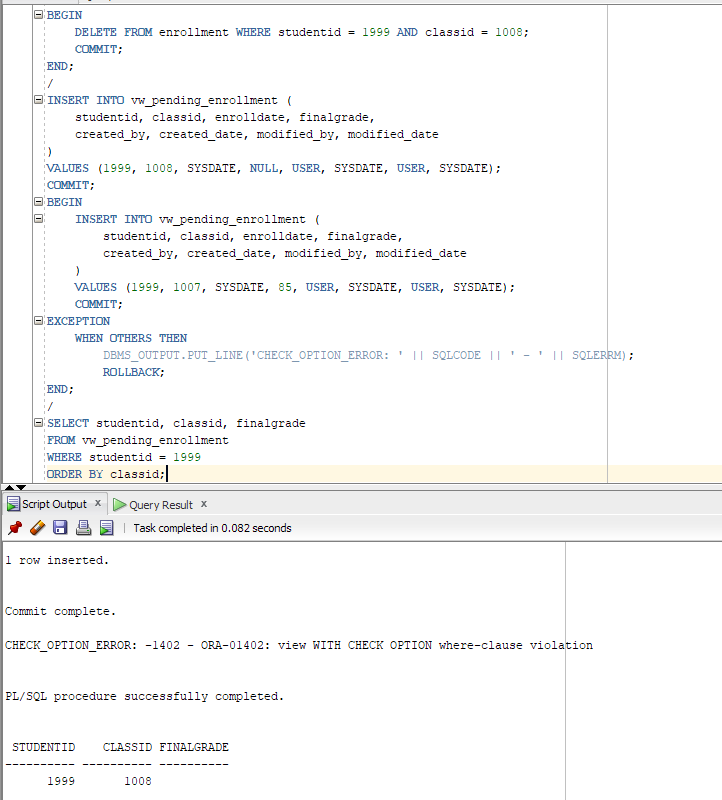 BEGIN
    DELETE FROM enrollment WHERE studentid = 1999 AND classid = 1008;
    COMMIT;
END;
/
INSERT INTO vw_pending_enrollment (
    studentid, classid, enrolldate, finalgrade,
    created_by, created_date, modified_by, modified_date
)
VALUES (1999, 1008, SYSDATE, NULL, USER, SYSDATE, USER, SYSDATE);
COMMIT;
BEGIN
    INSERT INTO vw_pending_enrollment (
        studentid, classid, enrolldate, finalgrade,
        created_by, created_date, modified_by, modified_date
    )
    VALUES (1999, 1007, SYSDATE, 85, USER, SYSDATE, USER, SYSDATE);
    COMMIT;
EXCEPTION
    WHEN OTHERS THEN
        DBMS_OUTPUT.PUT_LINE('CHECK_OPTION_ERROR: ' || SQLCODE || ' - ' || SQLERRM);
        ROLLBACK;
END;
/
SELECT studentid, classid, finalgrade
FROM vw_pending_enrollment
WHERE studentid = 1999
ORDER BY classid;
Script Output x Query Result x
Task completed in 0.082 seconds
1 row inserted.
Commit complete.
CHECK_OPTION_ERROR: -1402 - ORA-01402: view WITH CHECK OPTION where-clause violation
PL/SQL procedure successfully completed.
 STUDENTID    CLASSID FINALGRADE
---------- ---------- ----------
      1999       1008